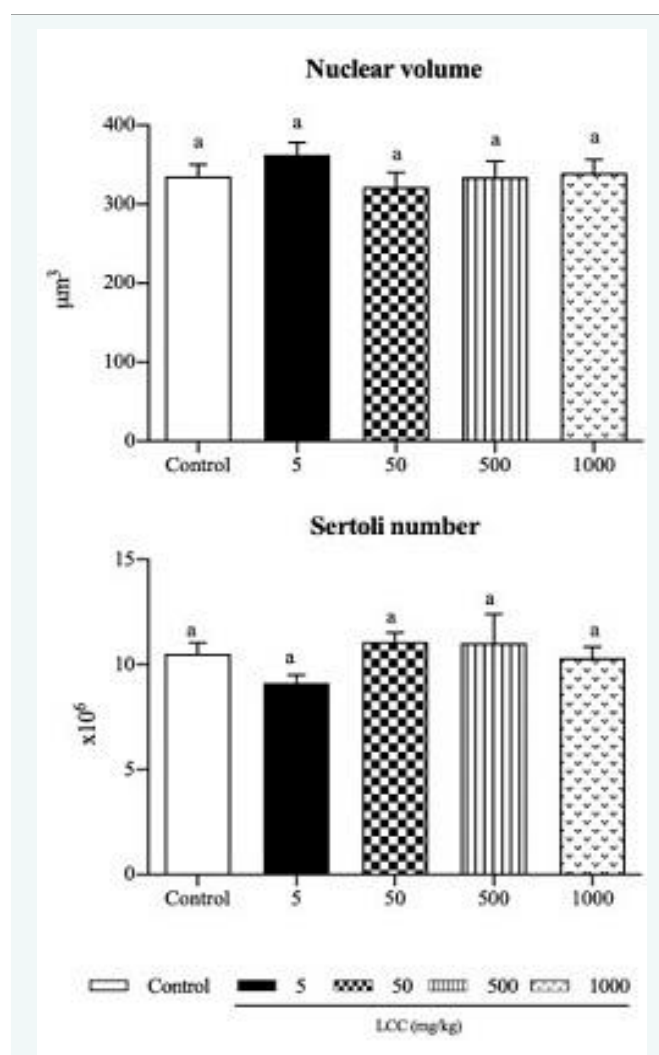 Nuclear volume
400
300
200
100
0
μm³
a a a a a
Control 5 50 500 1000
Sertoli number
15
10
5
0
x10⁶
a a a a a
Control 5 50 500 1000
Control 5 50 500 1000
LCC (mg/kg)